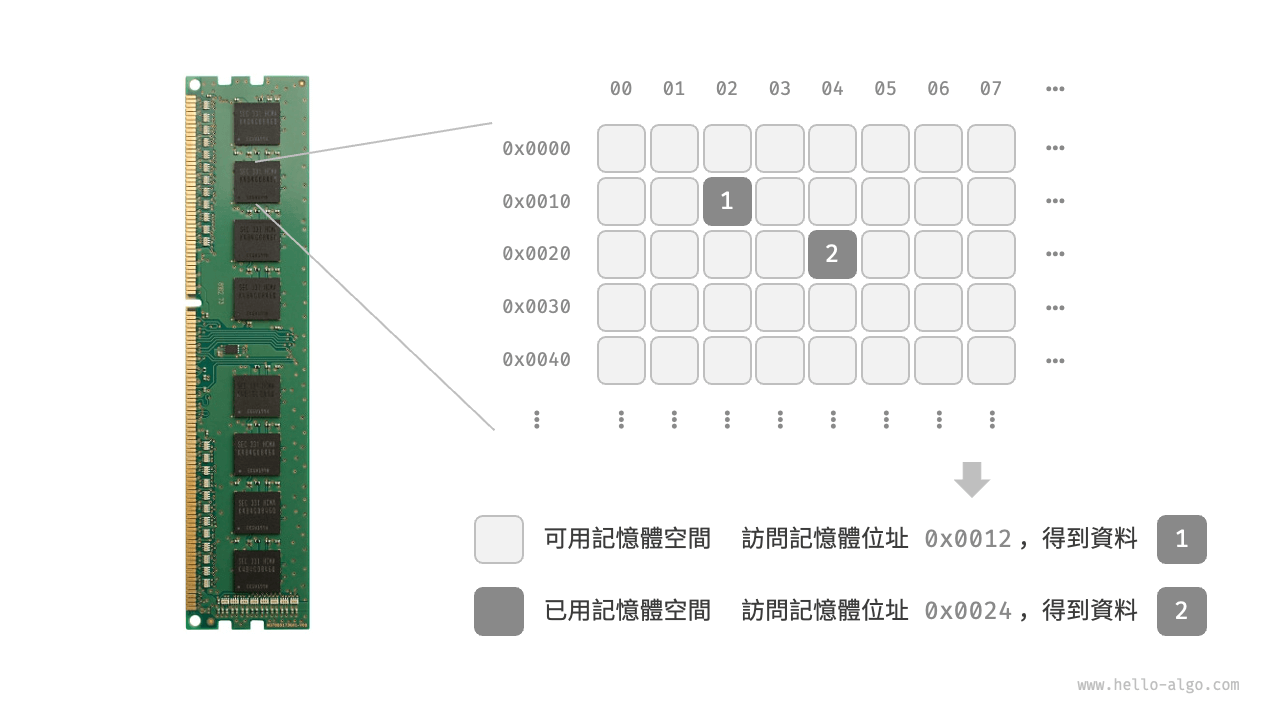 00 01 02 03 04 05 06 07 •••
0x0000 •••
0x0010 1 •••
0x0020 2 •••
0x0030 •••
0x0040 •••
可用記憶體空間 訪問記憶體位址 0x0012，得到資料 1
已用記憶體空間 訪問記憶體位址 0x0024，得到資料 2
www.hello-algo.com